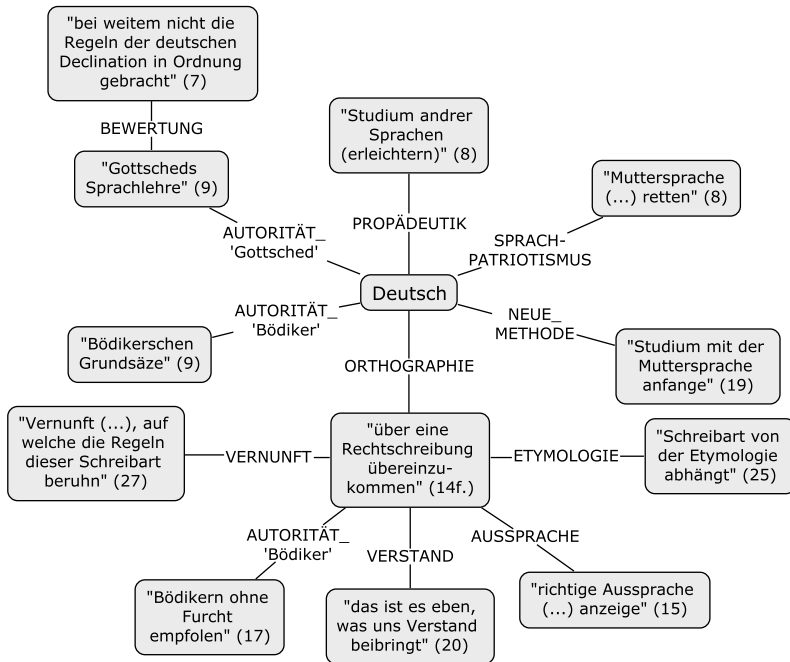 "bei weitem nicht die
Regeln der deutschen
Declination in Ordnung
gebracht" (7)
BEWERTUNG
"Gottscheds
Sprachlehre" (9)
AUTORITÄT_
'Gottsched'
"Studium andrer
Sprachen
(erleichtern)" (8)
PROPÄDEUTIK
"Muttersprache
(...) retten" (8)
SPRACH-
PATRIOTISMUS
Deutsch
AUTORITÄT_
'Bödiker'
"Bödikerschen
Grundsäze" (9)
NEUE_
METHODE
"Studium mit der
Muttersprache
anfange" (19)
ORTHOGRAPHIE
"Vernunft (...), auf
welche die Regeln
dieser Schreibart
beruhn" (27)
VERNUNFT
"über eine
Rechtschreibung
übereinzu-
kommen" (14f.)
ETYMOLOGIE
"Schreibart von
der Etymologie
abhängt" (25)
AUTORITÄT_
'Bödiker'
"Bödikern ohne
Furcht
empfolen" (17)
VERSTAND
"das ist es eben,
was uns Verstand
beibringt" (20)
AUSSPRACHE
"richtige Aussprache
(...) anzeige" (15)